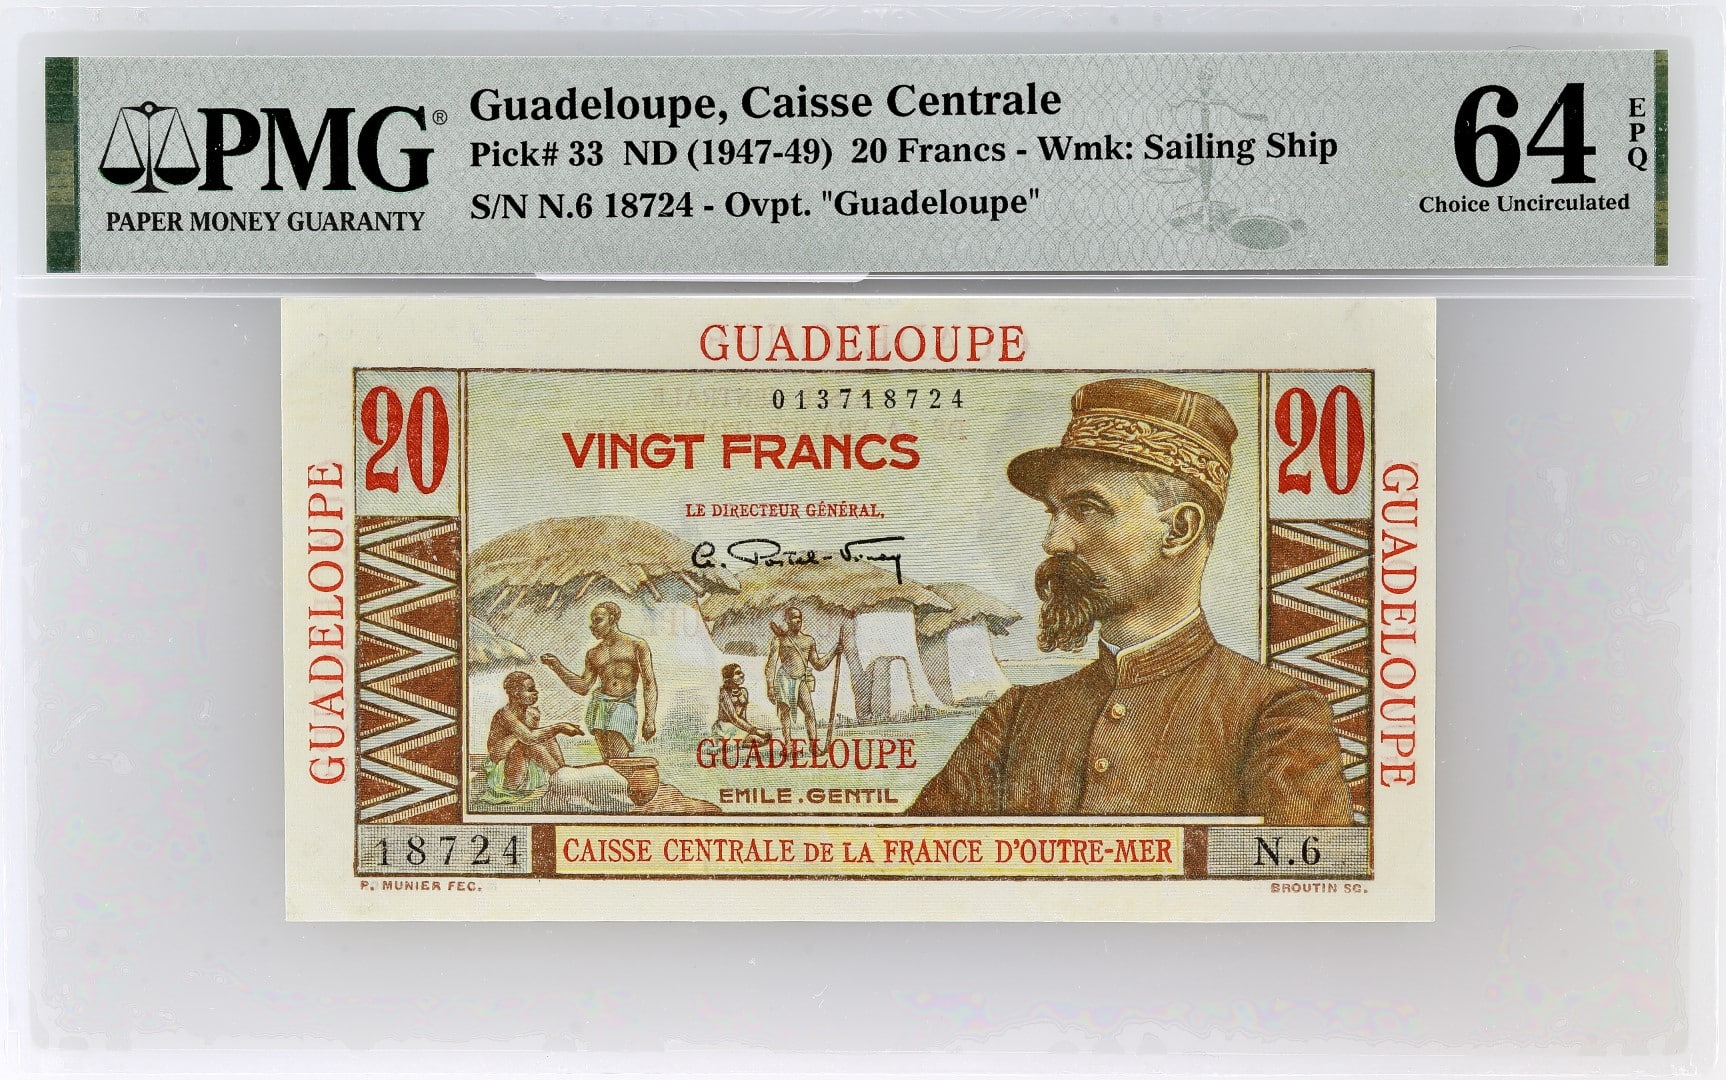 PMG®
PAPER MONEY GUARANTY
Guadeloupe, Caisse Centrale
Pick# 33 ND (1947-49) 20 Francs - Wmk: Sailing Ship
S/N N.6 18724 - Ovpt. "Guadeloupe"
64
EPQ
Choice Uncirculated
GUADELOUPE
20
013718724
20
VINGT FRANCS
LE DIRECTEUR GÉNÉRAL,
GUADELOUPE
GUADELOUPE
GUADELOUPE
EMILE.GENTIL
18724
CAISSE CENTRALE DE LA FRANCE D'OUTRE-MER
N.6
P. MUNIER FEC.
BROUTIN SC.